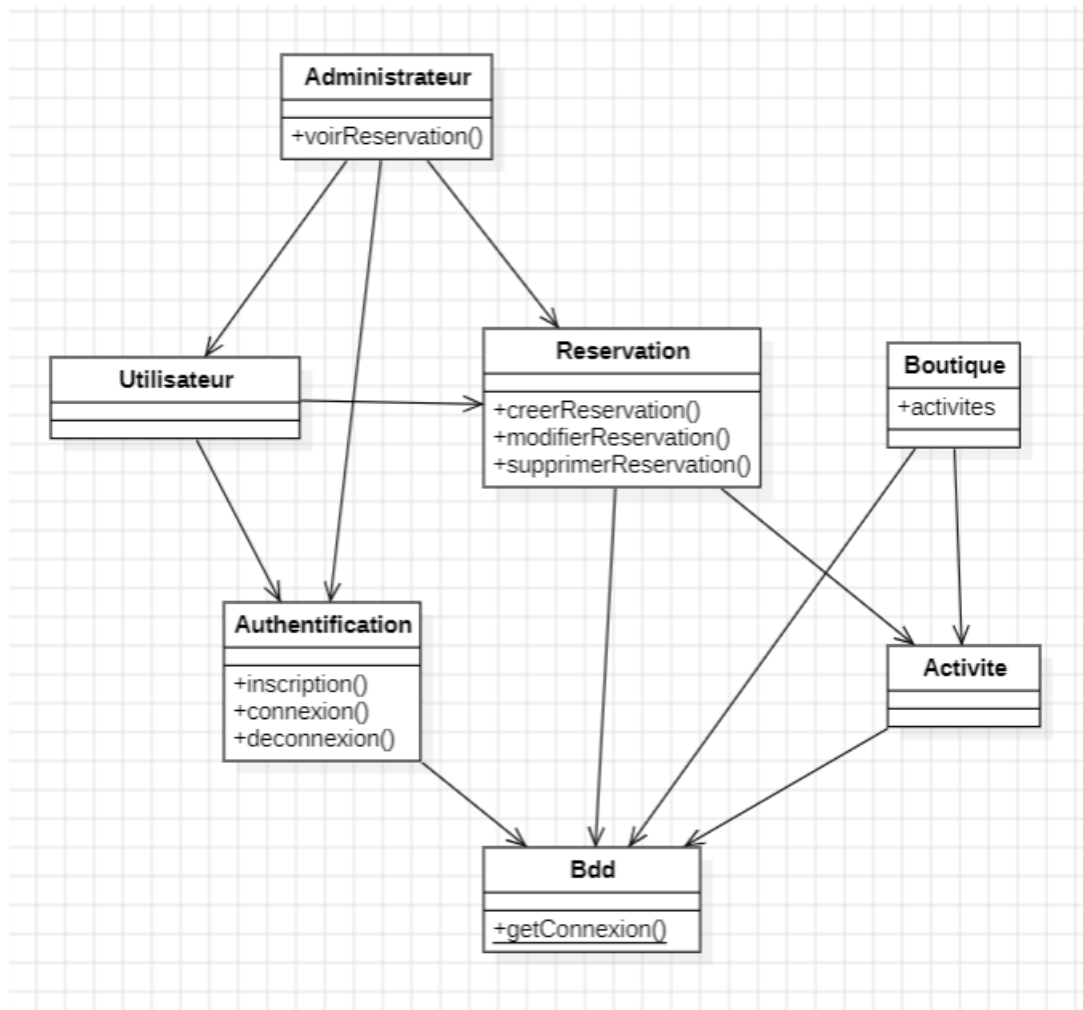 Administrateur
+voirReservation()
Utilisateur
Reservation
+creerReservation()
+modifierReservation()
+supprimerReservation()
Boutique
+activites
Authentification
+inscription()
+connexion()
+deconnexion()
Activite
Bdd
+getConnexion()